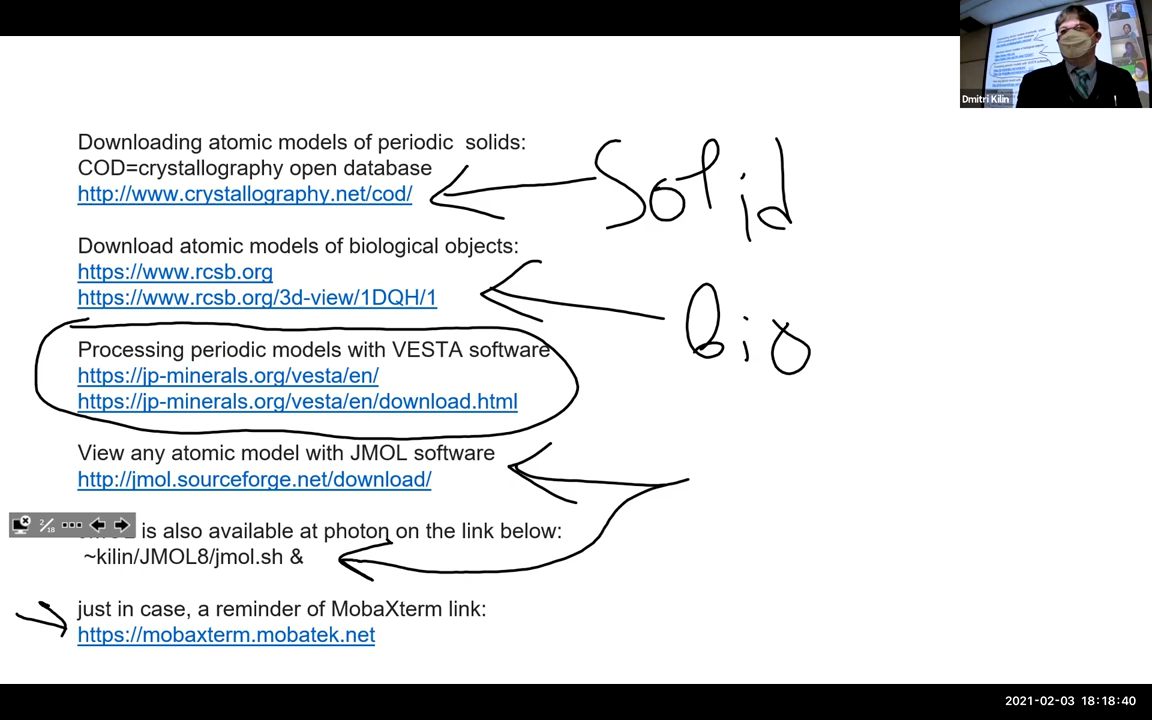 Dmitri Kilin
Downloading atomic models of periodic solids:
COD=crystallography open database
http://www.crystallography.net/cod/
Solid
Download atomic models of biological objects:
https://www.rcsb.org
https://www.rcsb.org/3d-view/1DQH/1
Bio
Processing periodic models with VESTA software
https://jp-minerals.org/vesta/en/
https://jp-minerals.org/vesta/en/download.html
View any atomic model with JMOL software
http://jmol.sourceforge.net/download/
2/18
is also available at photon on the link below:
~kilin/JMOL8/jmol.sh &
just in case, a reminder of MobaXterm link:
https://mobaxterm.mobatek.net
2021-02-03 18:18:40